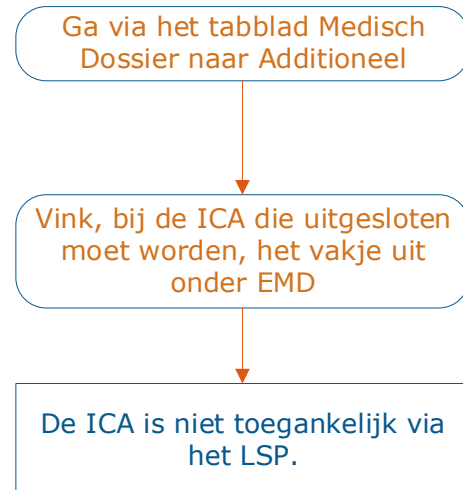 Ga via het tabblad Medisch
Dossier naar Additioneel
Vink, bij de ICA die uitgesloten
moet worden, het vakje uit
onder EMD
De ICA is niet toegankelijk via
het LSP.